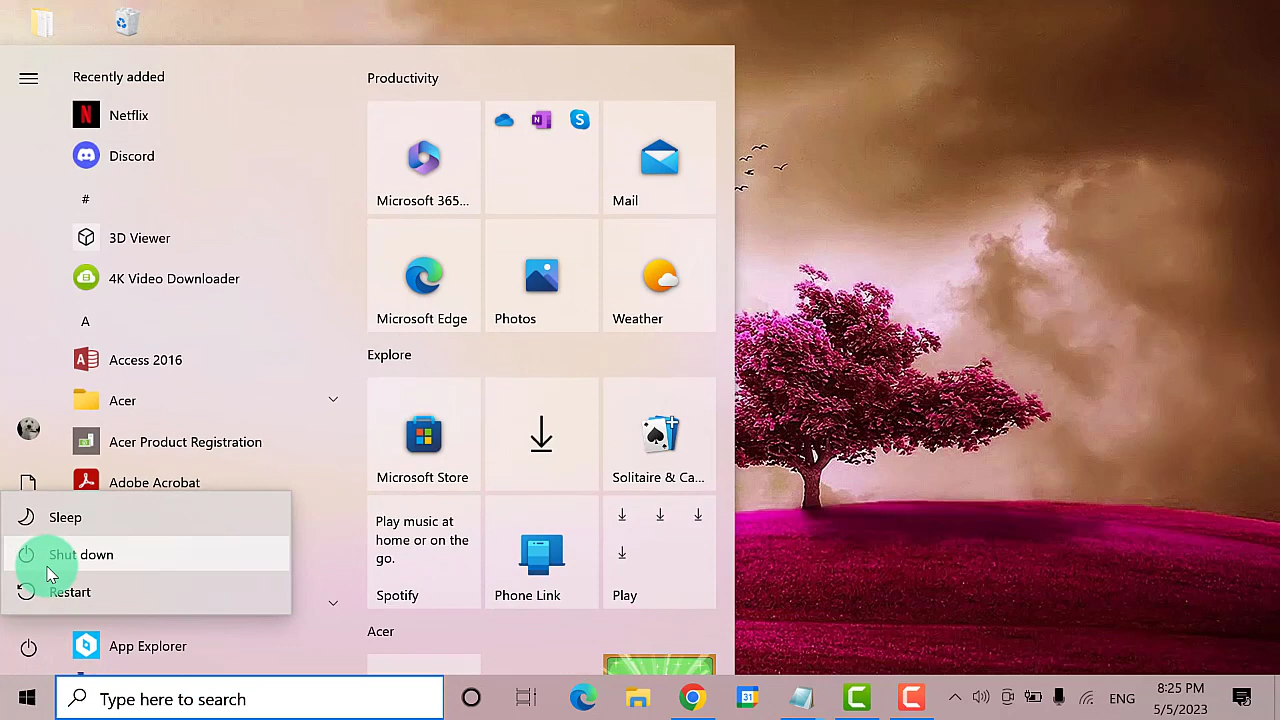 Recently added
Netflix
Discord
#
3D Viewer
4K Video Downloader
A
Access 2016
Acer
Acer Product Registration
Adobe Acrobat
Sleep
Shut down
Restart
App Explorer
Productivity
Microsoft 365...
Mail
Microsoft Edge
Photos
Weather
Explore
Microsoft Store
Solitaire & Ca...
Play music at
home or on the
go.
Spotify
Phone Link
Play
Acer
Type here to search
31
ENG
8:25 PM
5/5/2023